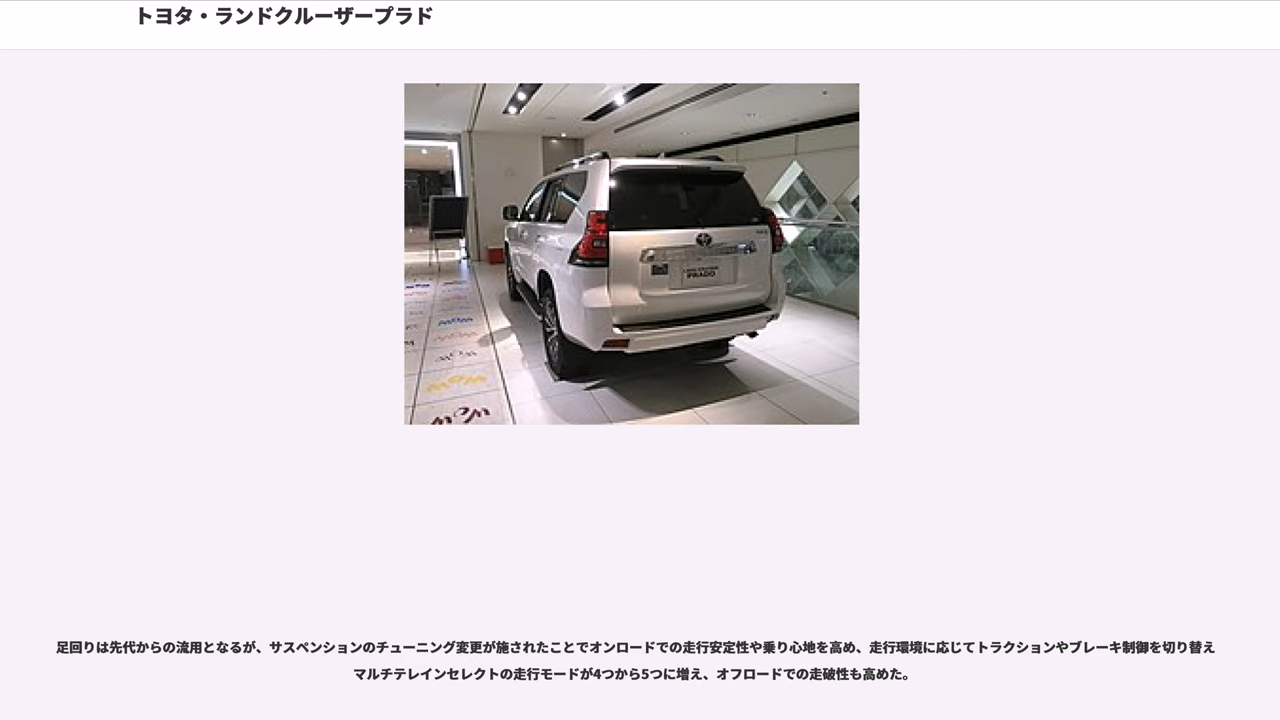 トヨタ・ランドクルーザープラド
PRADO
足回りは先代からの流用となるが、サスペンションのチューニング変更が施されたことでオンロードでの走行安定性や乗り心地を高め、走行環境に応じてトラクションやブレーキ制御を切り替え
マルチテレインセレクトの走行モードが4つから5つに増え、オフロードでの走破性も高めた。